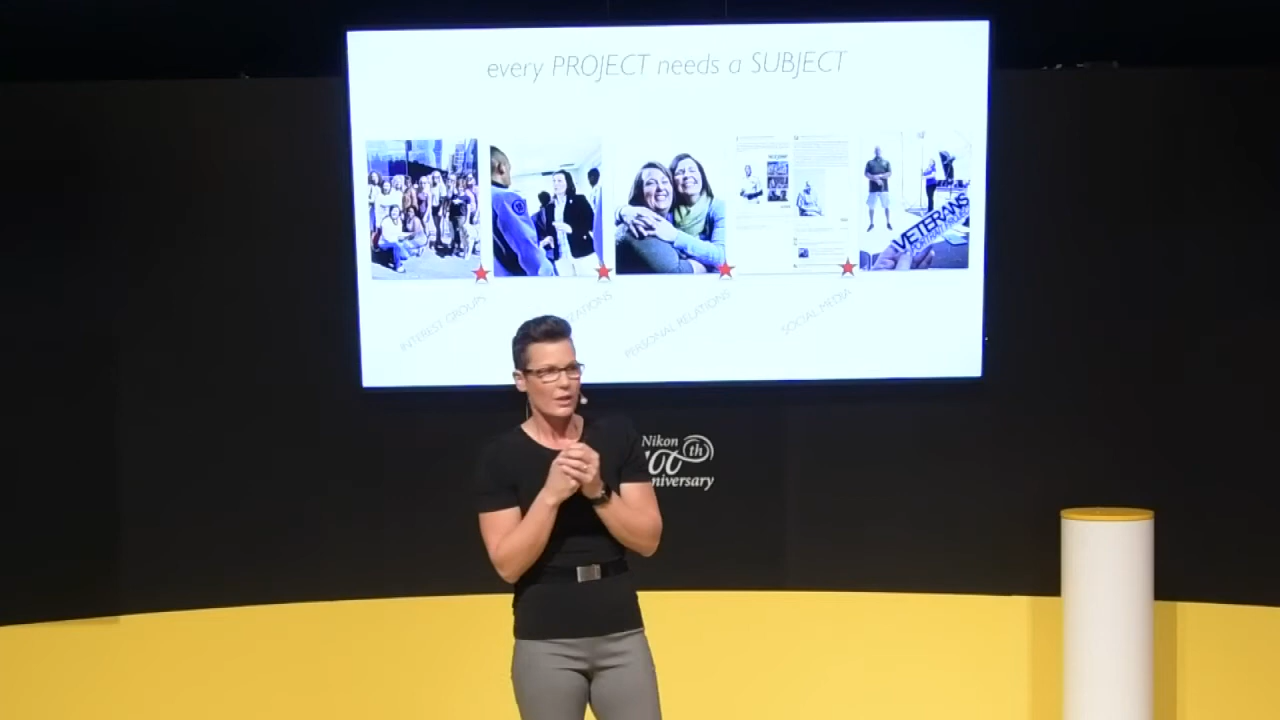 every PROJECT needs a SUBJECT
VETERANS
INTEREST GROUPS
PERSONAL RELATIONS
SOCIAL MEDIA
Nikon
th
niversary